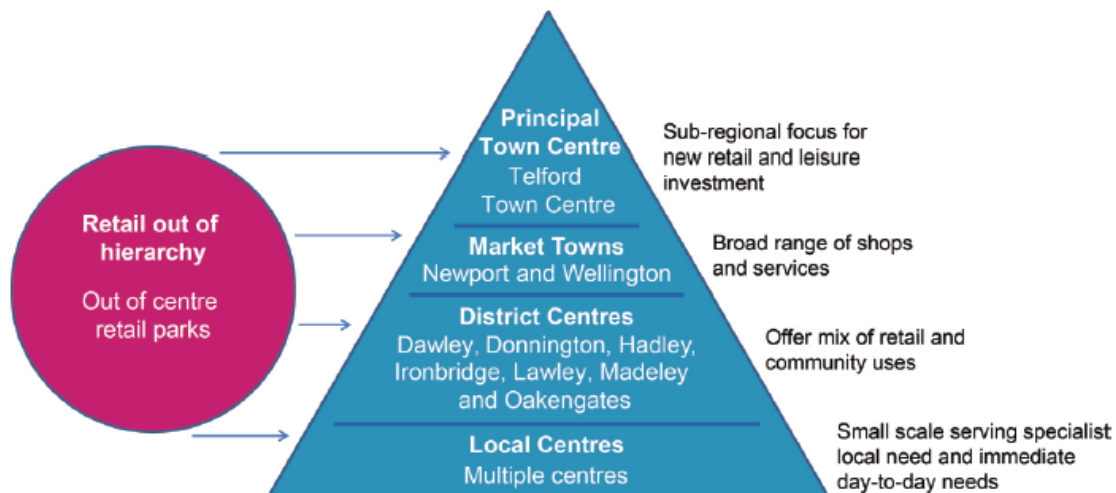 Retail out of
hierarchy
Out of centre
retail parks
Principal
Town Centre
Telford
Town Centre
Sub-regional focus for
new retail and leisure
investment
Market Towns
Newport and Wellington
Broad range of shops
and services
District Centres
Dawley, Donnington, Hadley,
Ironbridge, Lawley, Madeley
and Oakengates
Offer mix of retail and
community uses
Local Centres
Multiple centres
Small scale serving specialist
local need and immediate
day-to-day needs